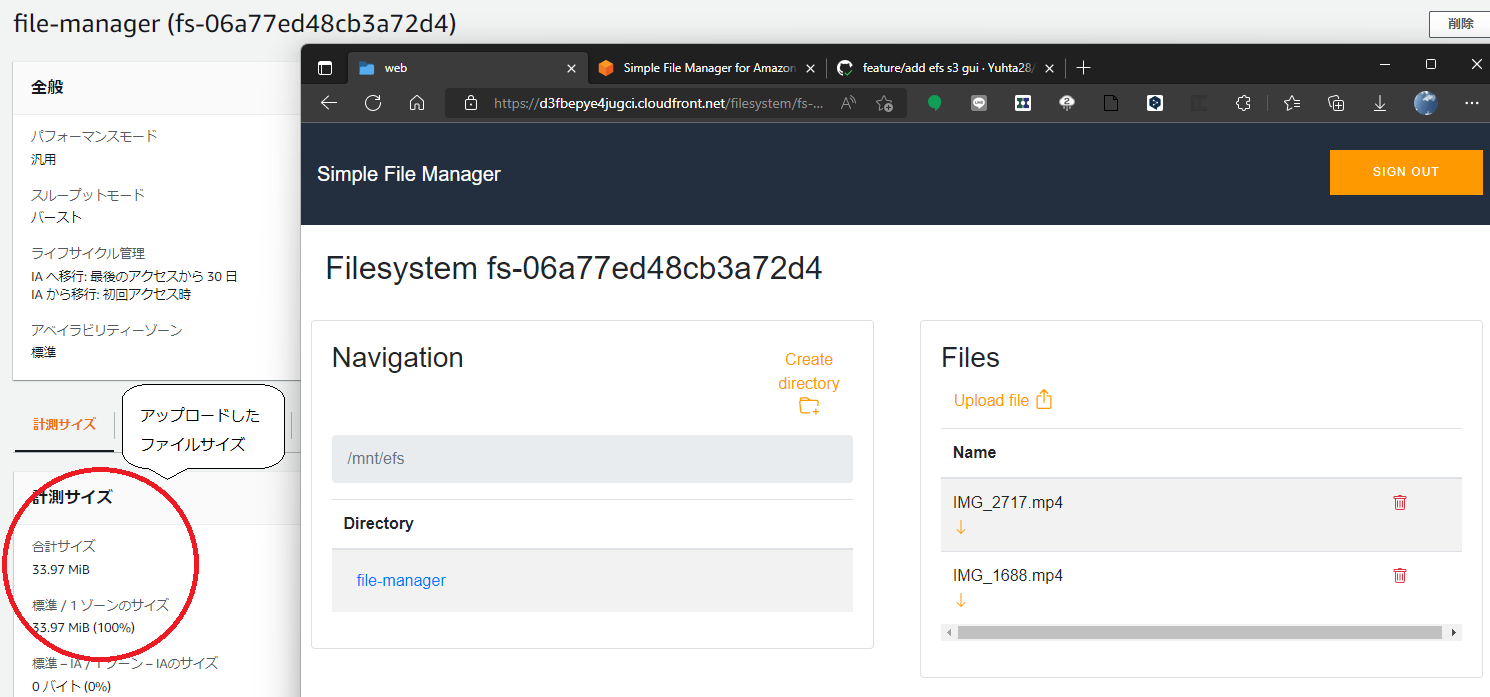 file-manager (fs-06a77ed48cb3a72d4)
削除
全般
パフォーマンスモード
汎用
スループットモード
バースト
ライフサイクル管理
IA へ移行: 最後のアクセスから 30 日
IA から移行: 初回アクセス時
アベイラビリティーゾーン
標準
計測サイズ
アップロードした
ファイルサイズ
計測サイズ
合計サイズ
33.97 MiB
標準 / 1 ゾーンのサイズ
33.97 MiB (100%)
標準 – IA / 1 ゾーン – IAのサイズ
0 バイト (0%)
web
Simple File Manager for Amazon
feature/add efs s3 gui · Yuhta28/
https://d3fbepye4jugci.cloudfront.net/filesystem/fs-...
Simple File Manager
SIGN OUT
Filesystem fs-06a77ed48cb3a72d4
Navigation
Create
directory
/mnt/efs
Directory
file-manager
Files
Upload file
Name
IMG_2717.mp4
IMG_1688.mp4